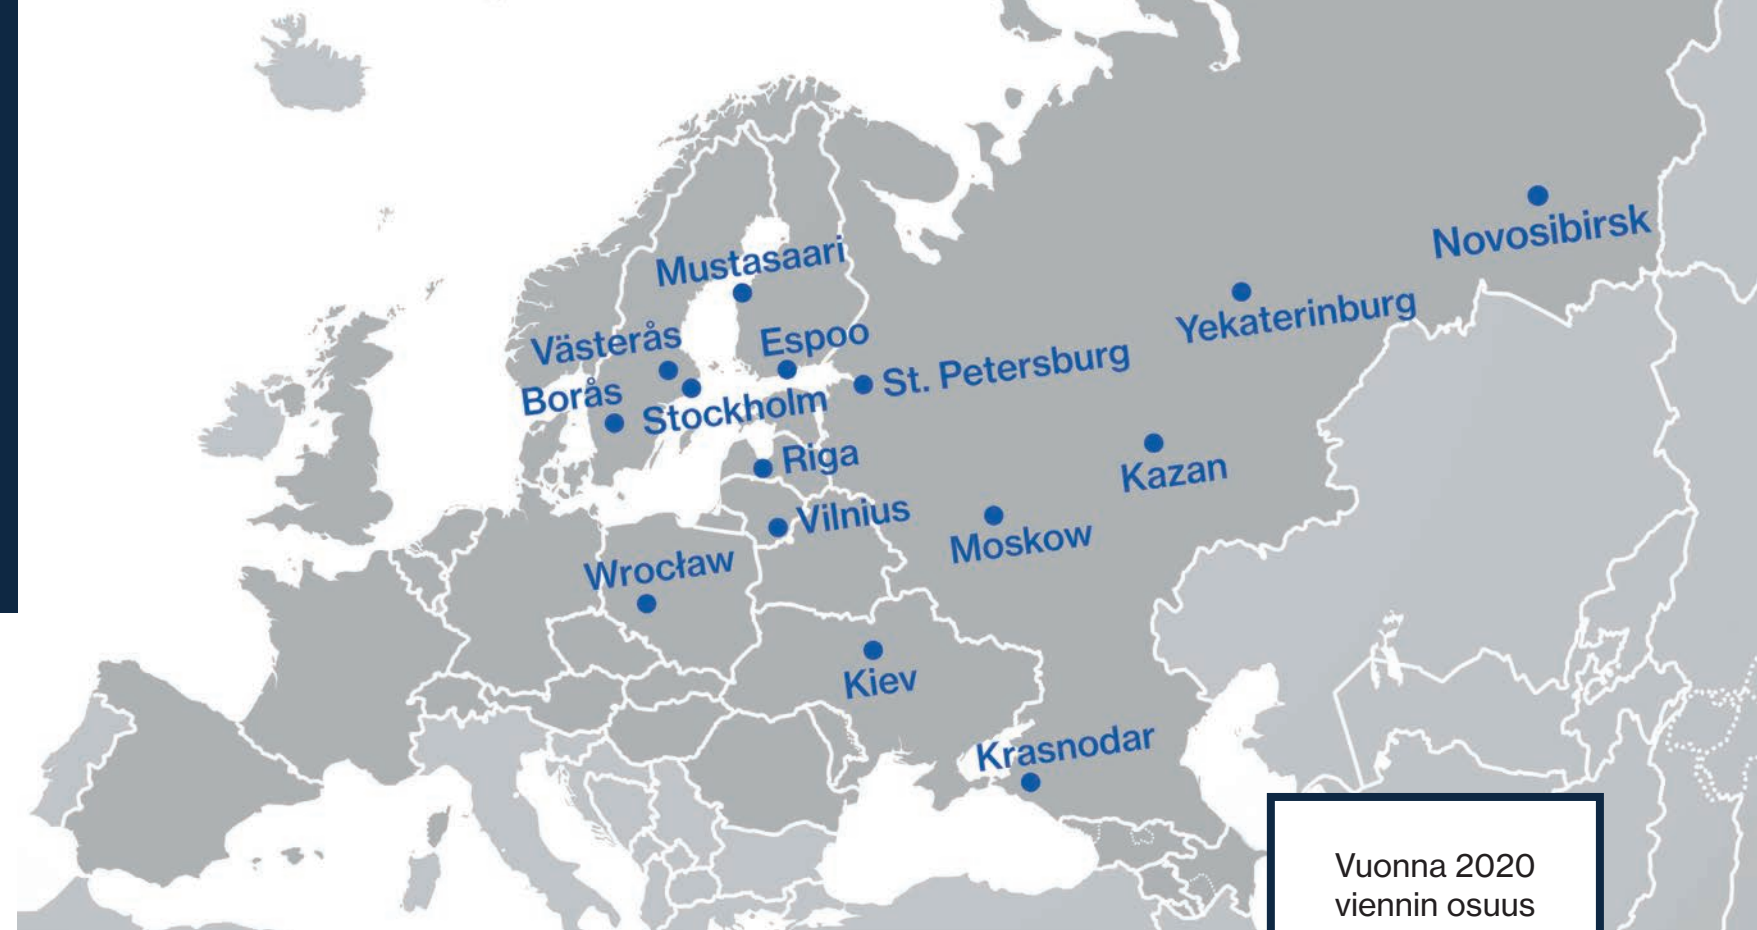 Novosibirsk
Mustasaari
Yekaterinburg
Västerås
Espoo
St. Petersburg
Borås
Stockholm
Riga
Kazan
Vilnius
Moskow
Wrocław
Kiev
Krasnodar
Vuonna 2020
viennin osuus